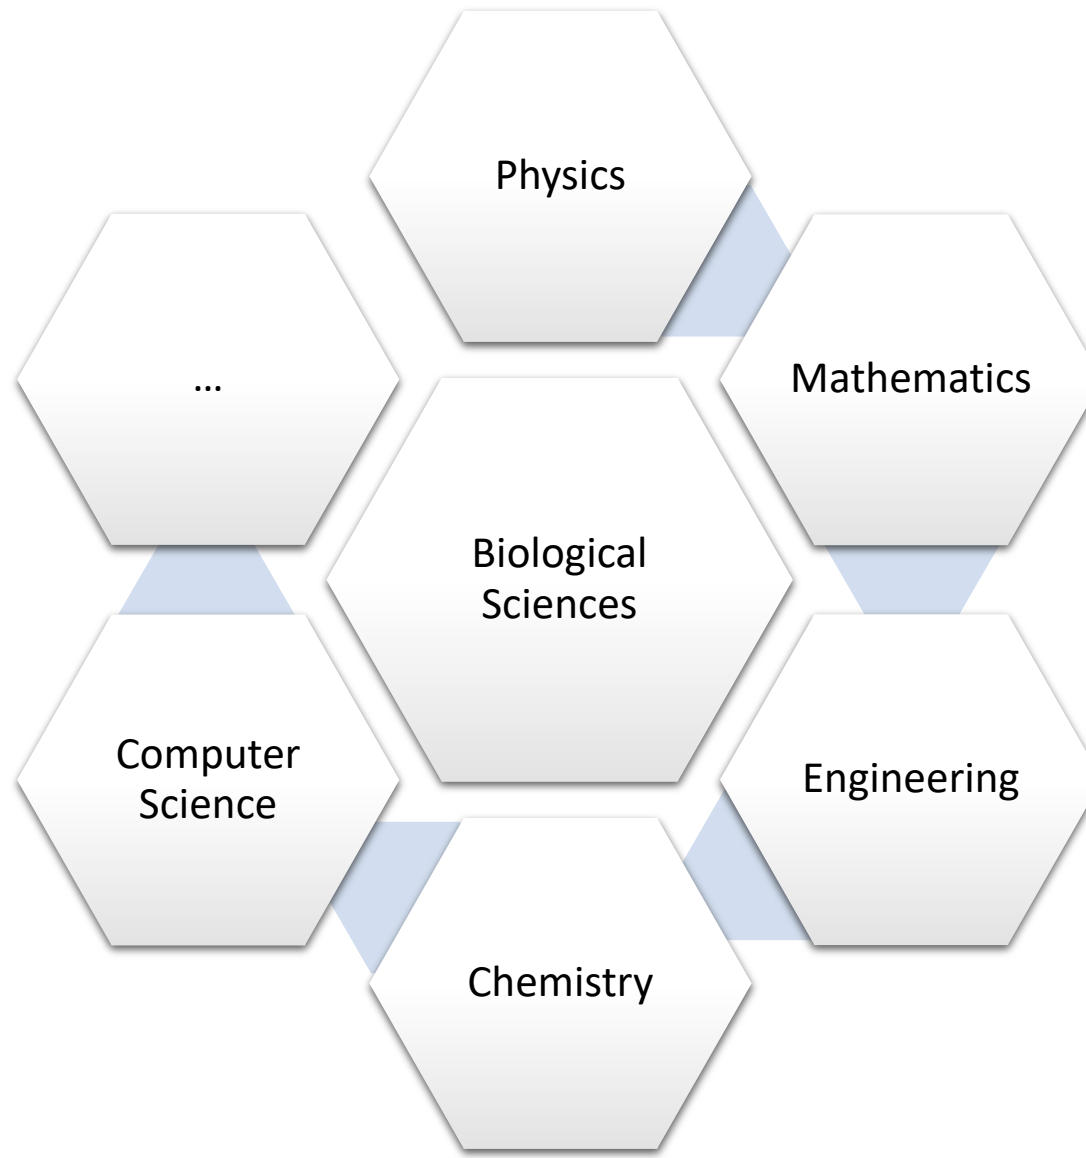 Physics
...
Mathematics
Biological
Sciences
Computer
Science
Engineering
Chemistry